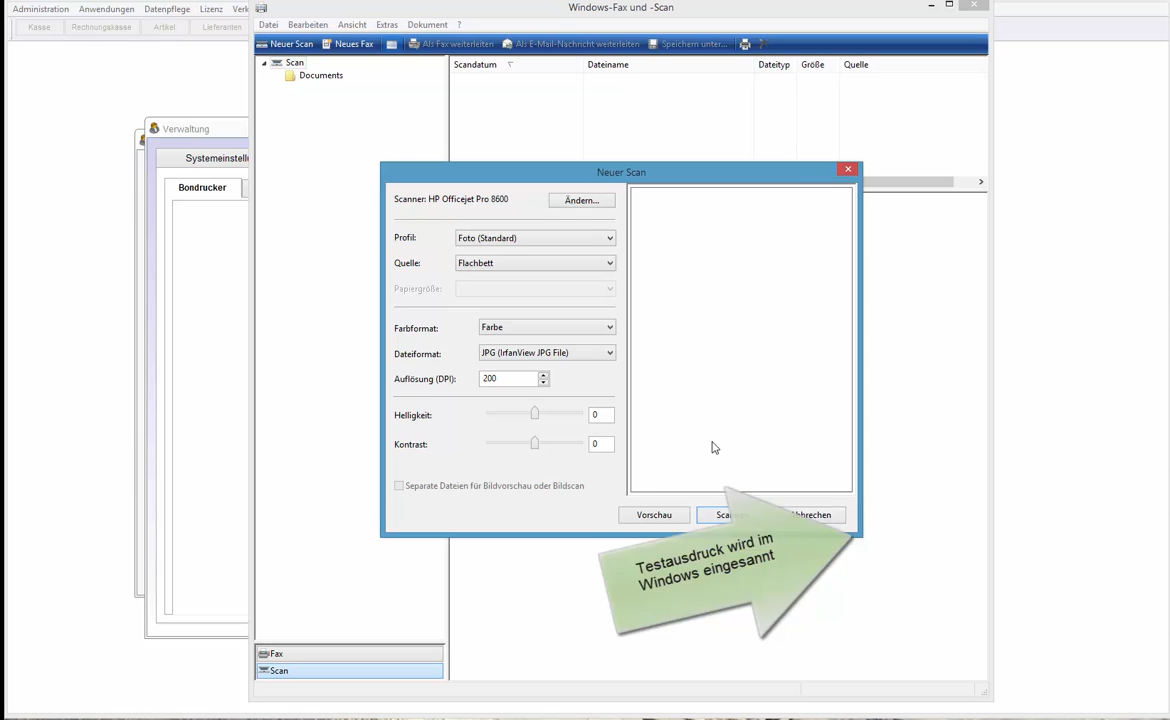 Windows-Fax und -Scan
Administration Anwendungen Datenpflege Lizenz
Kasse Rechnungskasse Artikel Lieferanten
Datei Bearbeiten Ansicht Extras Dokument ?
Neuer Scan Neues Fax Als Fax weiterleiten Als E-Mail-Nachricht weiterleiten Speichern unter...
Scan
Documents
Scandatum Dateiname Dateityp Größe Quelle
Verwaltung
Bondrucker
Neuer Scan
Scanner: HP Officejet Pro 8600 Ändern...
Profil: Foto (Standard)
Quelle: Flachbett
Papiergröße:
Farbformat: Farbe
Dateiformat: JPG (IrfanView JPG File)
Auflösung (DPI): 200
Helligkeit: 0
Kontrast: 0
Separate Dateien für Bildvorschau oder Bildscan
Vorschau Abbrechen
Testausdruck wird im
Windows eingesannt
Fax
Scan